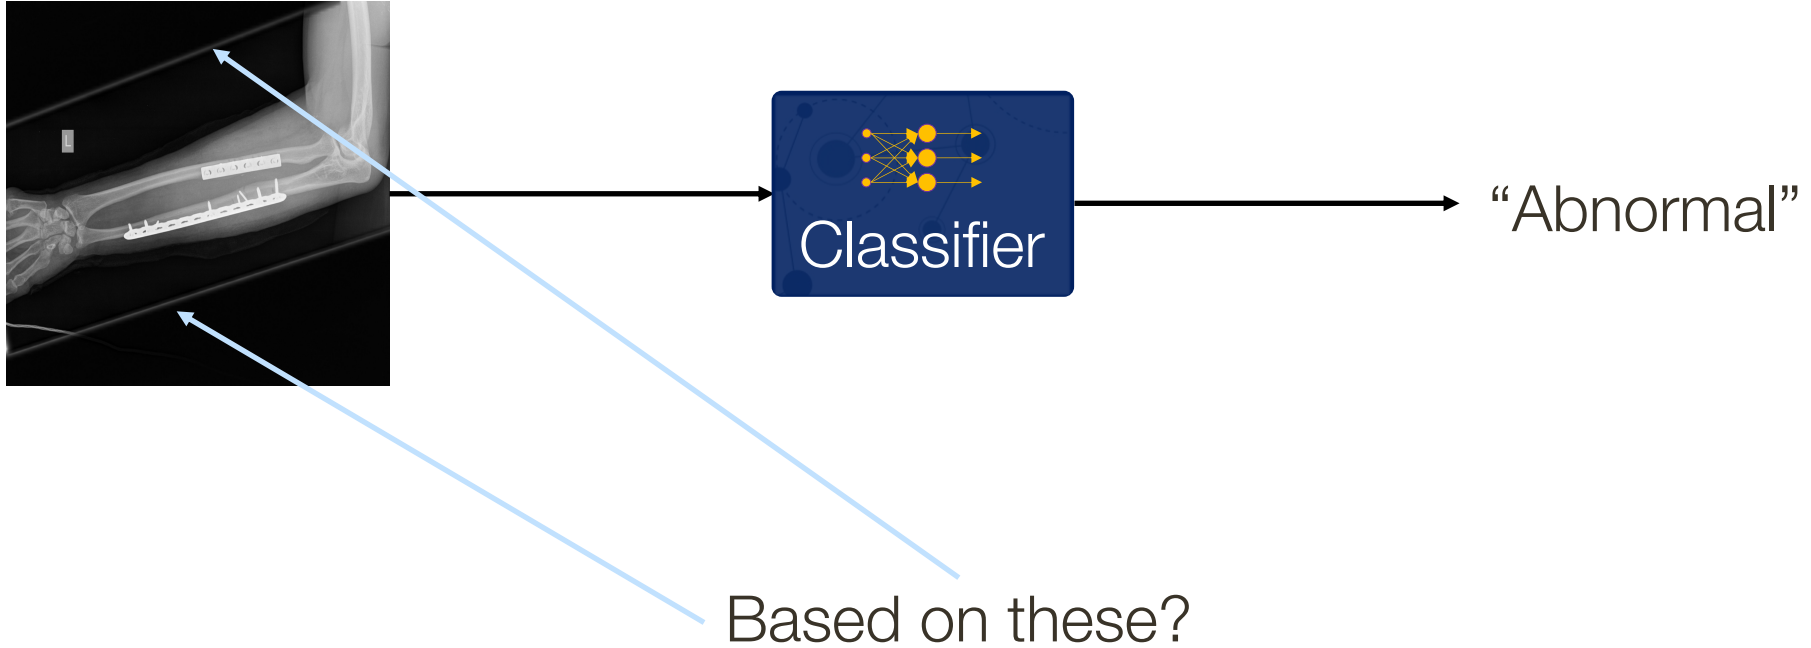 L
Classifier
“Abnormal”
Based on these?